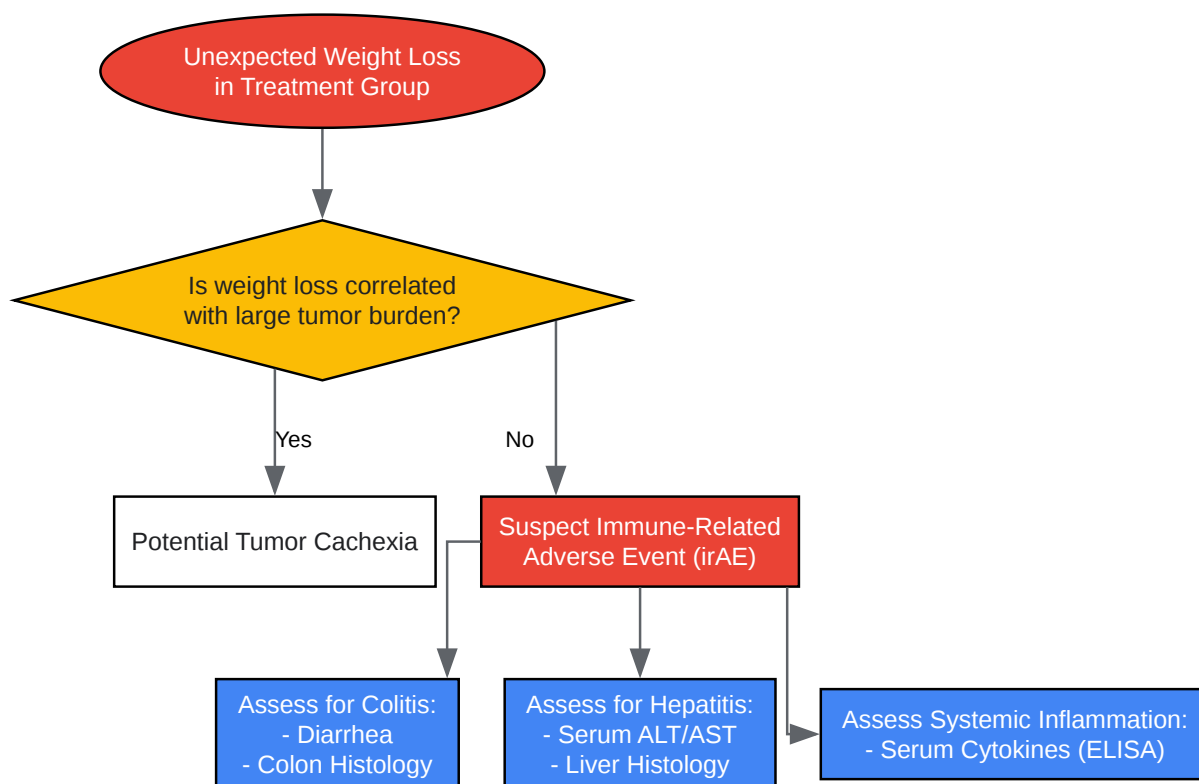 Unexpected Weight Loss
in Treatment Group
Is weight loss correlated
with large tumor burden?
Yes
No
Potential Tumor Cachexia
Suspect Immune-Related
Adverse Event (irAE)
Assess for Colitis:
- Diarrhea
- Colon Histology
Assess for Hepatitis:
- Serum ALT/AST
- Liver Histology
Assess Systemic Inflammation:
- Serum Cytokines (ELISA)